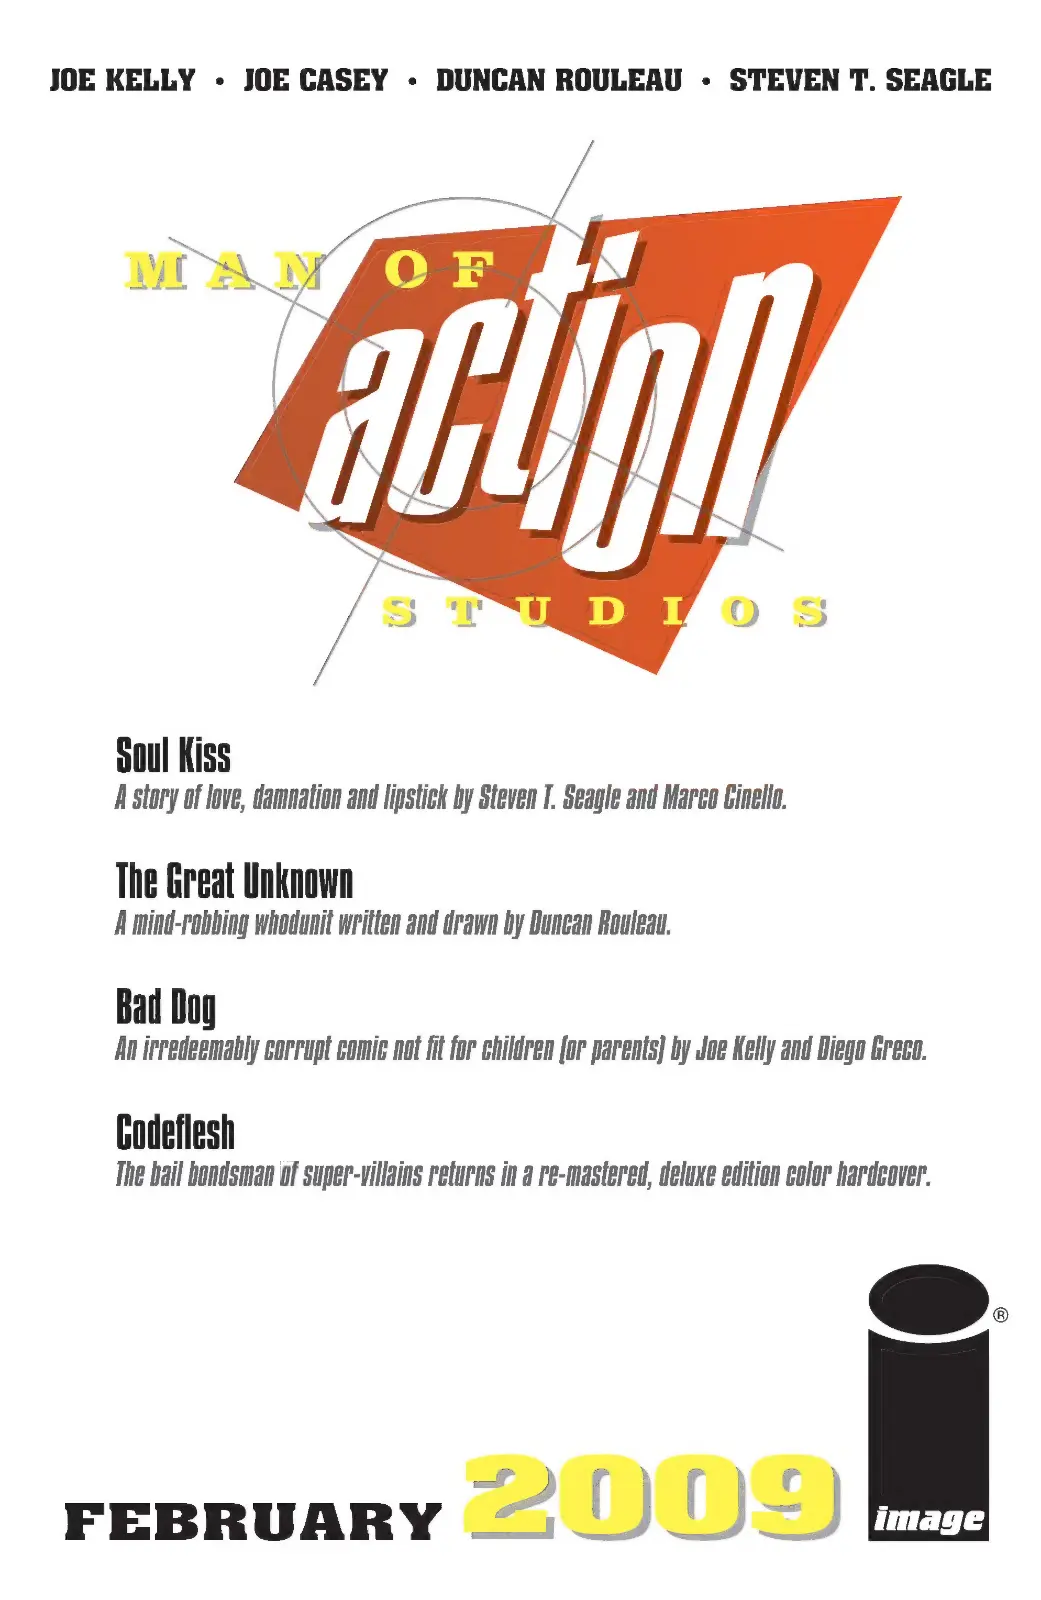 JOE KELLY • JOE CASEY • DUNCAN ROULEAU • STEVEN T. SEAGLE
MAN OF
action
STUDIOS
Soul Kiss
A story of love, damnation and lipstick by Steven T. Seagle and Marco Cinello.
The Great Unknown
A mind-robbing whodunit written and drawn by Duncan Rouleau.
Bad Dog
An irredeemably corrupt comic not fit for children (or parents) by Joe Kelly and Diego Greco.
Codeflesh
The bail bondsman of super-villains returns in a re-mastered, deluxe edition color hardcover.
®
FEBRUARY 2009
image